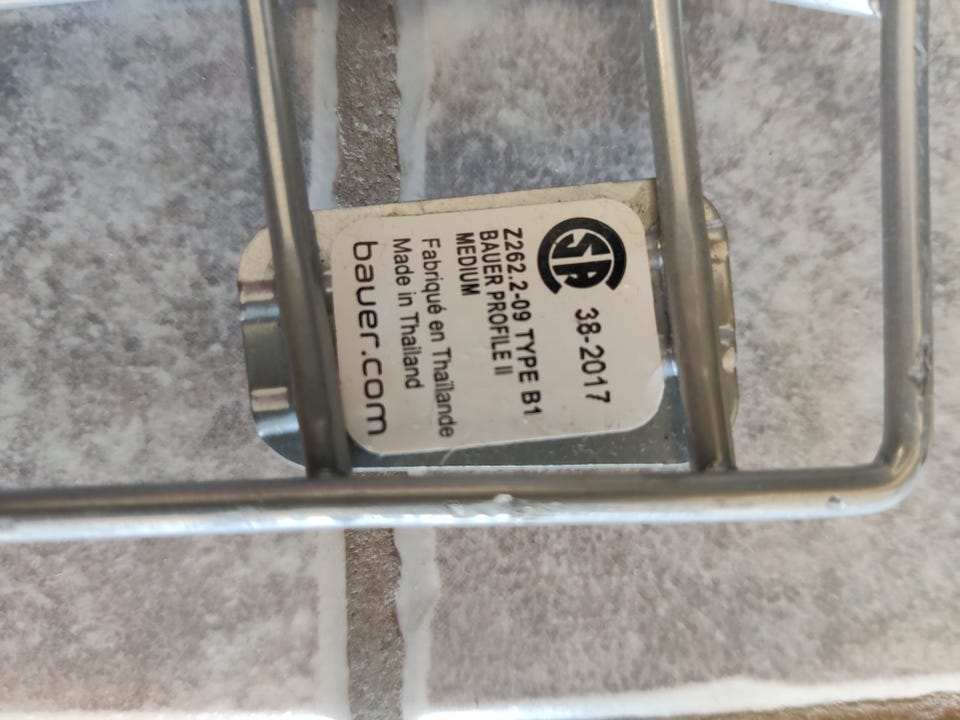 SA 38-2017
Z262.2-09 TYPE B1
BAUER PROFILE II
MEDIUM
Fabriqué en Thaïlande
Made in Thailand
bauer.com